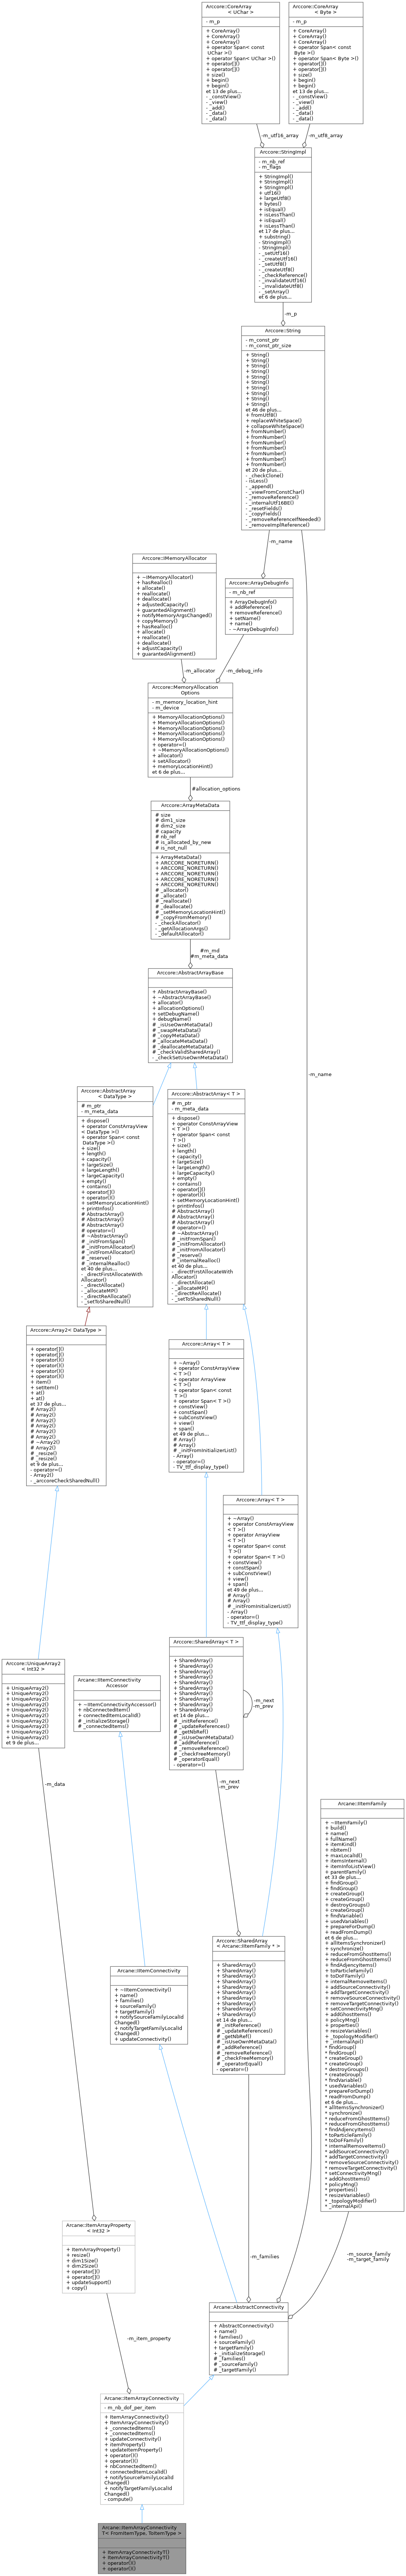 Arccore::CoreArray
< UChar >
- m_p
+ CoreArray()
+ CoreArray()
+ CoreArray()
+ operator Span< const
UChar >()
+ operator Span< UChar >()
+ operator[]()
+ operator[]()
+ size()
+ begin()
+ begin()
et 13 de plus...
- _constView()
- _view()
- _add()
- _data()
- _data()
Arccore::CoreArray
< Byte >
- m_p
+ CoreArray()
+ CoreArray()
+ CoreArray()
+ operator Span< const
Byte >()
+ operator Span< Byte >()
+ operator[]()
+ operator[]()
+ size()
+ begin()
+ begin()
et 13 de plus...
- _constView()
- _view()
- _add()
- _data()
- _data()
-m_utf16_array
-m_utf8_array
Arccore::StringImpl
- m_nb_ref
- m_flags
+ StringImpl()
+ StringImpl()
+ StringImpl()
+ utf16()
+ largeUtf8()
+ bytes()
+ isEqual()
+ isLessThan()
+ isEqual()
+ isLessThan()
et 17 de plus...
+ substring()
- StringImpl()
- StringImpl()
- _setUtf16()
- _createUtf16()
- _setUtf8()
- _createUtf8()
- _checkReference()
- _invalidateUtf16()
- _invalidateUtf8()
- _setArray()
et 6 de plus...
-m_p
Arccore::String
- m_const_ptr
- m_const_ptr_size
+ String()
+ String()
+ String()
+ String()
+ String()
+ String()
+ String()
+ String()
+ String()
+ String()
et 46 de plus...
+ fromUtf8()
+ replaceWhiteSpace()
+ collapseWhiteSpace()
+ fromNumber()
+ fromNumber()
+ fromNumber()
+ fromNumber()
+ fromNumber()
+ fromNumber()
+ fromNumber()
et 20 de plus...
- _checkClone()
- isLess()
- _append()
- _viewFromConstChar()
- _removeReference()
- _internalUtf16BE()
- _resetFields()
- _copyFields()
- _removeReferenceIfNeeded()
- _removeImplReference()
-m_name
Arccore::IMemoryAllocator
+ ~IMemoryAllocator()
+ hasRealloc()
+ allocate()
+ reallocate()
+ deallocate()
+ adjustedCapacity()
+ guarantedAlignment()
+ notifyMemoryArgsChanged()
+ copyMemory()
+ hasRealloc()
+ allocate()
+ reallocate()
+ deallocate()
+ adjustCapacity()
+ guarantedAlignment()
Arccore::ArrayDebugInfo
- m_nb_ref
+ ArrayDebugInfo()
+ addReference()
+ removeReference()
+ setName()
+ name()
- ~ArrayDebugInfo()
-m_allocator
-m_debug_info
Arccore::MemoryAllocation
Options
- m_memory_location_hint
- m_device
+ MemoryAllocationOptions()
+ MemoryAllocationOptions()
+ MemoryAllocationOptions()
+ MemoryAllocationOptions()
+ MemoryAllocationOptions()
+ operator=()
+ ~MemoryAllocationOptions()
+ allocator()
+ setAllocator()
+ memoryLocationHint()
et 6 de plus...
#allocation_options
Arccore::ArrayMetaData
# size
# dim1_size
# dim2_size
# capacity
# nb_ref
# is_allocated_by_new
# is_not_null
+ ArrayMetaData()
+ ARCCORE_NORETURN()
+ ARCCORE_NORETURN()
+ ARCCORE_NORETURN()
+ ARCCORE_NORETURN()
# _allocator()
# _allocate()
# _reallocate()
# _deallocate()
# _setMemoryLocationHint()
# _copyFromMemory()
- _checkAllocator()
- _getAllocationArgs()
- _defaultAllocator()
#m_md
#m_meta_data
Arccore::AbstractArrayBase
+ AbstractArrayBase()
+ ~AbstractArrayBase()
+ allocator()
+ allocationOptions()
+ setDebugName()
+ debugName()
# _isUseOwnMetaData()
# _swapMetaData()
# _copyMetaData()
# _allocateMetaData()
# _deallocateMetaData()
# _checkValidSharedArray()
- _checkSetUseOwnMetaData()
-m_name
Arccore::AbstractArray
< DataType >
# m_ptr
- m_meta_data
+ dispose()
+ operator ConstArrayView
< DataType >()
+ operator Span< const
DataType >()
+ size()
+ length()
+ capacity()
+ largeSize()
+ largeLength()
+ largeCapacity()
+ empty()
+ contains()
+ operator[]()
+ operator()()
+ setMemoryLocationHint()
+ printInfos()
# AbstractArray()
# AbstractArray()
# AbstractArray()
# operator=()
# ~AbstractArray()
# _initFromSpan()
# _initFromAllocator()
# _initFromAllocator()
# _reserve()
# _internalRealloc()
et 40 de plus...
- _directFirstAllocateWith
Allocator()
- _directAllocate()
- _allocateMP()
- _directReAllocate()
- _setToSharedNull()
Arccore::AbstractArray< T >
# m_ptr
- m_meta_data
+ dispose()
+ operator ConstArrayView
< T >()
+ operator Span< const
T >()
+ size()
+ length()
+ capacity()
+ largeSize()
+ largeLength()
+ largeCapacity()
+ empty()
+ contains()
+ operator[]()
+ operator()()
+ setMemoryLocationHint()
+ printInfos()
# AbstractArray()
# AbstractArray()
# AbstractArray()
# operator=()
# ~AbstractArray()
# _initFromSpan()
# _initFromAllocator()
# _initFromAllocator()
# _reserve()
# _internalRealloc()
et 40 de plus...
- _directFirstAllocateWith
Allocator()
- _directAllocate()
- _allocateMP()
- _directReAllocate()
- _setToSharedNull()
Arccore::Array2< DataType >
+ operator[]()
+ operator[]()
+ operator()()
+ operator()()
+ operator()()
+ operator()()
+ item()
+ setItem()
+ at()
+ at()
et 37 de plus...
# Array2()
# Array2()
# Array2()
# Array2()
# Array2()
# Array2()
# ~Array2()
# Array2()
# _resize()
# _resize()
et 9 de plus...
- operator=()
- Array2()
- _arccoreCheckSharedNull()
Arccore::Array< T >
+ ~Array()
+ operator ConstArrayView
< T >()
+ operator ArrayView
< T >()
+ operator Span< const
T >()
+ operator Span< T >()
+ constView()
+ constSpan()
+ subConstView()
+ view()
+ span()
et 49 de plus...
# Array()
# Array()
# _initFromInitializerList()
- Array()
- operator=()
- TV_ttf_display_type()
Arccore::Array< T >
+ ~Array()
+ operator ConstArrayView
< T >()
+ operator ArrayView
< T >()
+ operator Span< const
T >()
+ operator Span< T >()
+ constView()
+ constSpan()
+ subConstView()
+ view()
+ span()
et 49 de plus...
# Array()
# Array()
# _initFromInitializerList()
- Array()
- operator=()
- TV_ttf_display_type()
Arccore::UniqueArray2
< Int32 >
+ UniqueArray2()
+ UniqueArray2()
+ UniqueArray2()
+ UniqueArray2()
+ UniqueArray2()
+ UniqueArray2()
+ UniqueArray2()
+ UniqueArray2()
+ UniqueArray2()
+ UniqueArray2()
et 9 de plus...
Arcane::IItemConnectivity
Accessor
+ ~IItemConnectivityAccessor()
+ nbConnectedItem()
+ connectedItemLocalId()
# _initializeStorage()
# _connectedItems()
Arccore::SharedArray< T >
+ SharedArray()
+ SharedArray()
+ SharedArray()
+ SharedArray()
+ SharedArray()
+ SharedArray()
+ SharedArray()
+ SharedArray()
+ SharedArray()
+ SharedArray()
et 14 de plus...
# _initReference()
# _updateReferences()
# _getNbRef()
# _isUseOwnMetaData()
# _addReference()
# _removeReference()
# _checkFreeMemory()
# _operatorEqual()
- operator=()
-m_next
-m_prev
-m_next
-m_prev
-m_data
Arcane::IItemFamily
+ ~IItemFamily()
+ build()
+ name()
+ fullName()
+ itemKind()
+ nbItem()
+ maxLocalId()
+ itemsInternal()
+ itemInfoListView()
+ parentFamily()
et 33 de plus...
+ findGroup()
+ findGroup()
+ createGroup()
+ createGroup()
+ destroyGroups()
+ createGroup()
+ findVariable()
+ usedVariables()
+ prepareForDump()
+ readFromDump()
et 6 de plus...
+ allItemsSynchronizer()
+ synchronize()
+ reduceFromGhostItems()
+ reduceFromGhostItems()
+ findAdjencyItems()
+ toParticleFamily()
+ toDoFFamily()
+ internalRemoveItems()
+ addSourceConnectivity()
+ addTargetConnectivity()
+ removeSourceConnectivity()
+ removeTargetConnectivity()
+ setConnectivityMng()
+ addGhostItems()
+ policyMng()
+ properties()
+ resizeVariables()
+ _topologyModifier()
+ _internalApi()
* findGroup()
* findGroup()
* createGroup()
* createGroup()
* destroyGroups()
* createGroup()
* findVariable()
* usedVariables()
* prepareForDump()
* readFromDump()
et 6 de plus...
* allItemsSynchronizer()
* synchronize()
* reduceFromGhostItems()
* reduceFromGhostItems()
* findAdjencyItems()
* toParticleFamily()
* toDoFFamily()
* internalRemoveItems()
* addSourceConnectivity()
* addTargetConnectivity()
* removeSourceConnectivity()
* removeTargetConnectivity()
* setConnectivityMng()
* addGhostItems()
* policyMng()
* properties()
* resizeVariables()
* _topologyModifier()
* _internalApi()
Arccore::SharedArray
< Arcane::IItemFamily * >
+ SharedArray()
+ SharedArray()
+ SharedArray()
+ SharedArray()
+ SharedArray()
+ SharedArray()
+ SharedArray()
+ SharedArray()
+ SharedArray()
+ SharedArray()
et 14 de plus...
# _initReference()
# _updateReferences()
# _getNbRef()
# _isUseOwnMetaData()
# _addReference()
# _removeReference()
# _checkFreeMemory()
# _operatorEqual()
- operator=()
Arcane::IItemConnectivity
+ ~IItemConnectivity()
+ name()
+ families()
+ sourceFamily()
+ targetFamily()
+ notifySourceFamilyLocalId
Changed()
+ notifyTargetFamilyLocalId
Changed()
+ updateConnectivity()
Arcane::ItemArrayProperty
< Int32 >
+ ItemArrayProperty()
+ resize()
+ dim1Size()
+ dim2Size()
+ operator[]()
+ operator[]()
+ updateSupport()
+ copy()
-m_families
-m_source_family
-m_target_family
Arcane::AbstractConnectivity
+ AbstractConnectivity()
+ name()
+ families()
+ sourceFamily()
+ targetFamily()
+ _initializeStorage()
# _families()
# _sourceFamily()
# _targetFamily()
-m_item_property
Arcane::ItemArrayConnectivity
- m_nb_dof_per_item
+ ItemArrayConnectivity()
+ ItemArrayConnectivity()
+ _connectedItems()
+ _connectedItems()
+ updateConnectivity()
+ itemProperty()
+ updateItemProperty()
+ operator()()
+ operator()()
+ nbConnectedItem()
+ connectedItemLocalId()
+ notifySourceFamilyLocalId
Changed()
+ notifyTargetFamilyLocalId
Changed()
- compute()
Arcane::ItemArrayConnectivity
T< FromItemType, ToItemType >
+ ItemArrayConnectivityT()
+ ItemArrayConnectivityT()
+ operator()()
+ operator()()